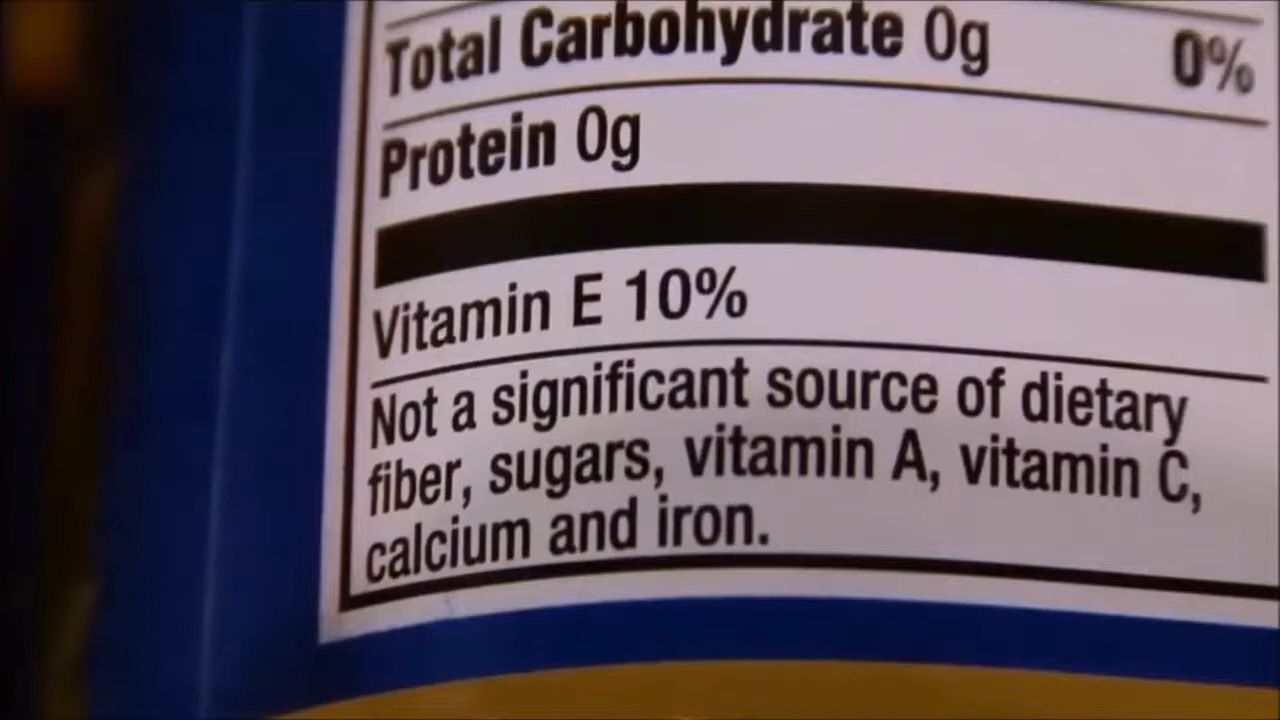 Total Carbohydrate 0g 0%
Protein 0g
Vitamin E 10%
Not a significant source of dietary
fiber, sugars, vitamin A, vitamin C,
calcium and iron.